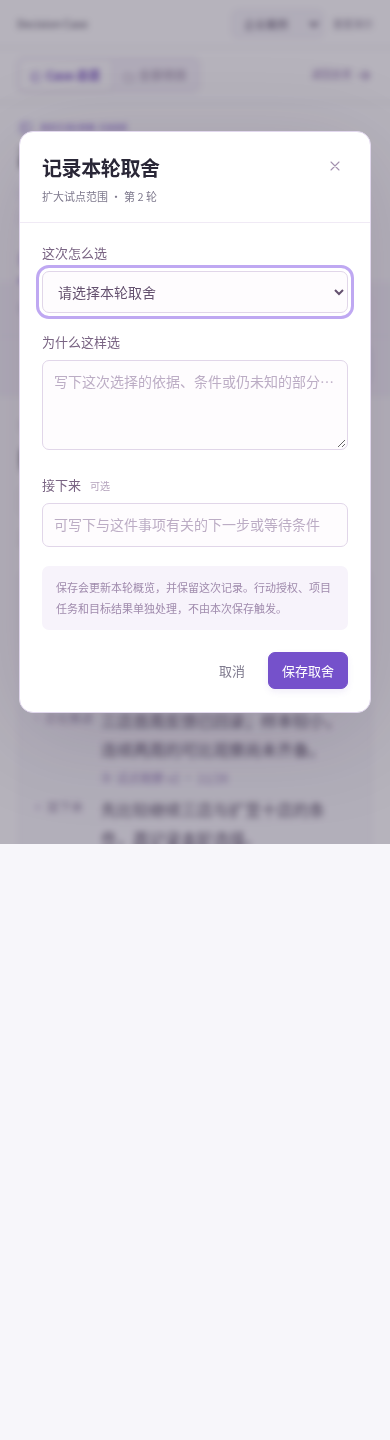 Decision Case
记录本轮取舍
扩大试点范围 · 第 2 轮
这次怎么选
请选择本轮取舍
为什么这样选
写下这次选择的依据、条件或仍未知的部分…
接下来 可选
可写下与这件事项有关的下一步或等待条件
保存会更新本轮概览，并保留这次记录。行动授权、项目
任务和目标结果单独处理，不由本次保存触发。
取消
保存取舍